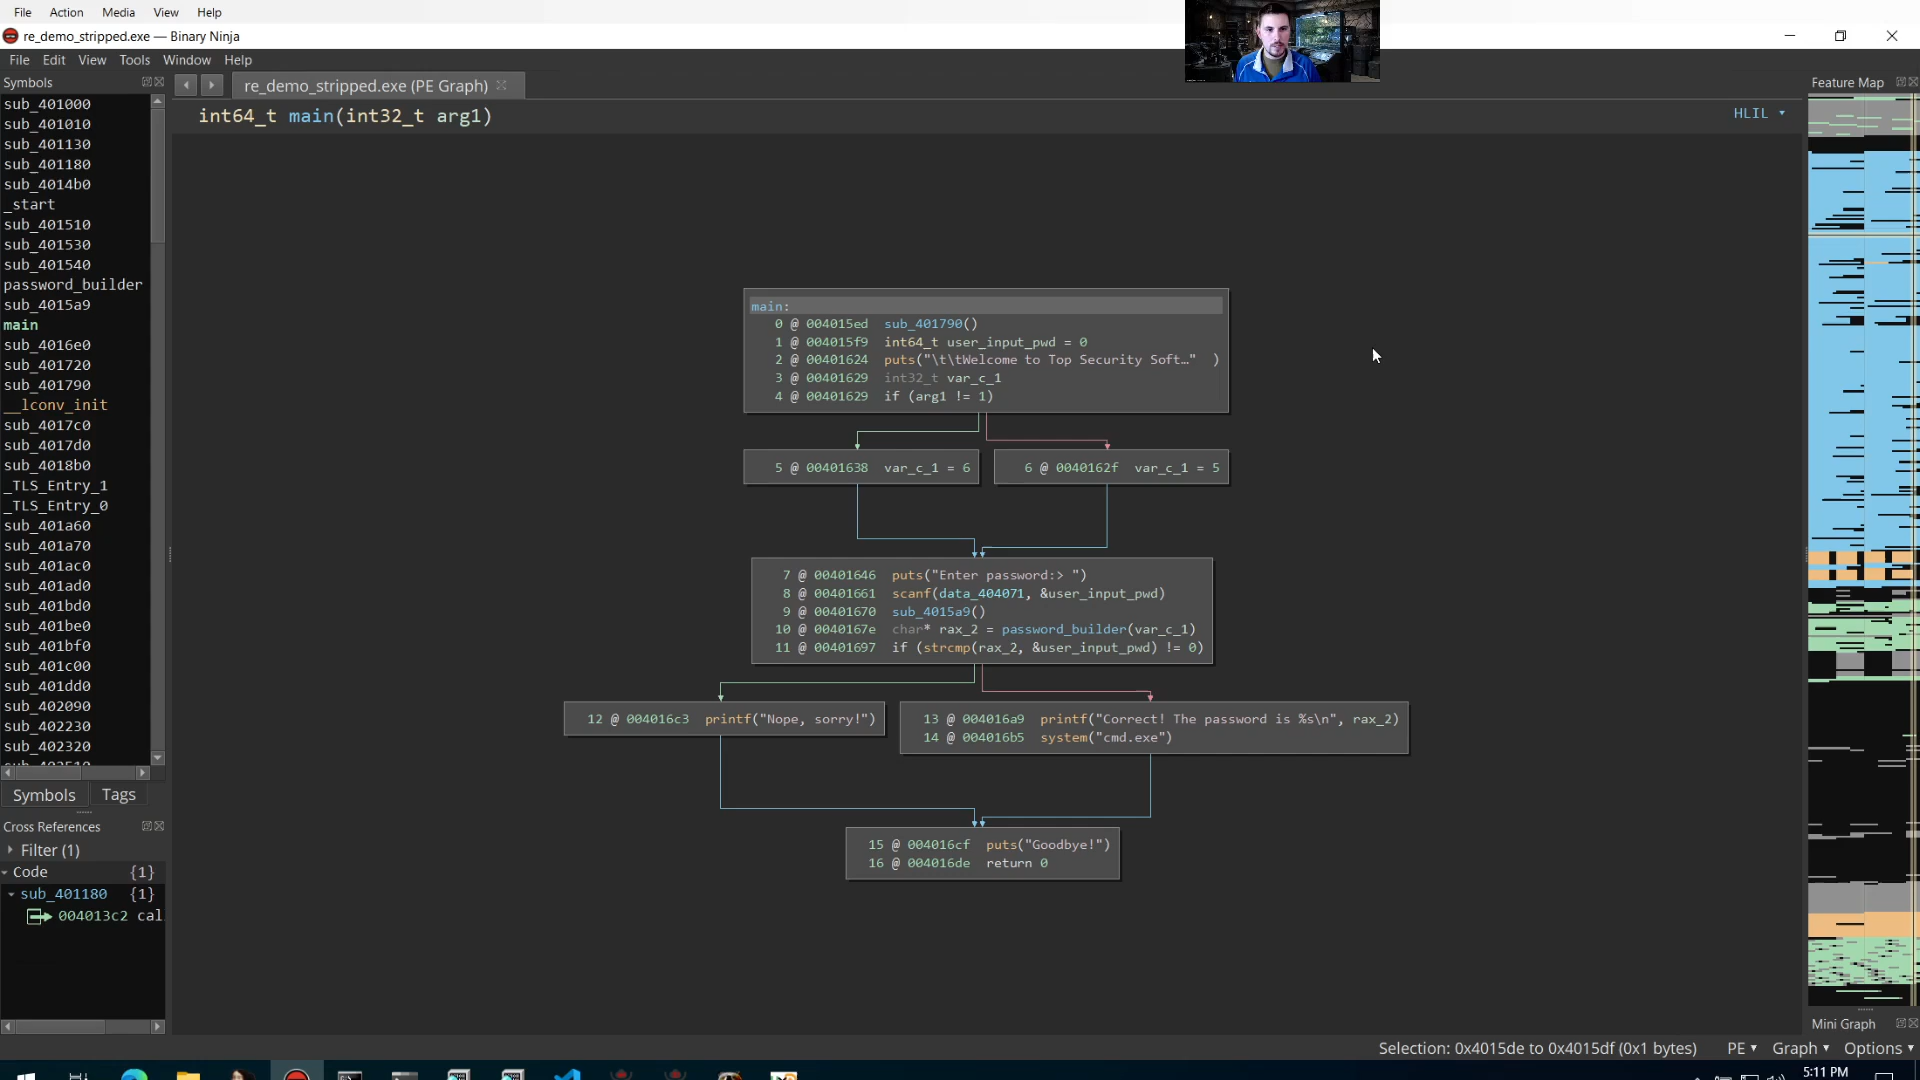 File Action Media View Help
re_demo_stripped.exe — Binary Ninja
File Edit View Tools Window Help
Symbols
re_demo_stripped.exe (PE Graph)
Feature Map
int64_t main(int32_t arg1)
HLIL
sub_401000
sub_401010
sub_401130
sub_401180
sub_4014b0
_start
sub_401510
sub_401530
sub_401540
password_builder
sub_4015a9
main
sub_4016e0
sub_401720
sub_401790
__lconv_init
sub_4017c0
sub_4017d0
sub_4018b0
_TLS_Entry_1
_TLS_Entry_0
sub_401a60
sub_401a70
sub_401ac0
sub_401ad0
sub_401bd0
sub_401be0
sub_401bf0
sub_401c00
sub_401dd0
sub_402090
sub_402230
sub_402320
Symbols Tags
Cross References
Filter (1)
Code {1}
sub_401180 {1}
004013c2 cal
main:
0 @ 004015ed sub_401790()
1 @ 004015f9 int64_t user_input_pwd = 0
2 @ 00401624 puts("\t\tWelcome to Top Security Soft…" )
3 @ 00401629 int32_t var_c_1
4 @ 00401629 if (arg1 != 1)
5 @ 00401638 var_c_1 = 6
6 @ 0040162f var_c_1 = 5
7 @ 00401646 puts("Enter password:> ")
8 @ 00401661 scanf(data_404071, &user_input_pwd)
9 @ 00401670 sub_4015a9()
10 @ 0040167e char* rax_2 = password_builder(var_c_1)
11 @ 00401697 if (strcmp(rax_2, &user_input_pwd) != 0)
12 @ 004016c3 printf("Nope, sorry!")
13 @ 004016a9 printf("Correct! The password is %s\n", rax_2)
14 @ 004016b5 system("cmd.exe")
15 @ 004016cf puts("Goodbye!")
16 @ 004016de return 0
Mini Graph
Selection: 0x4015de to 0x4015df (0x1 bytes) PE Graph Options
5:11 PM